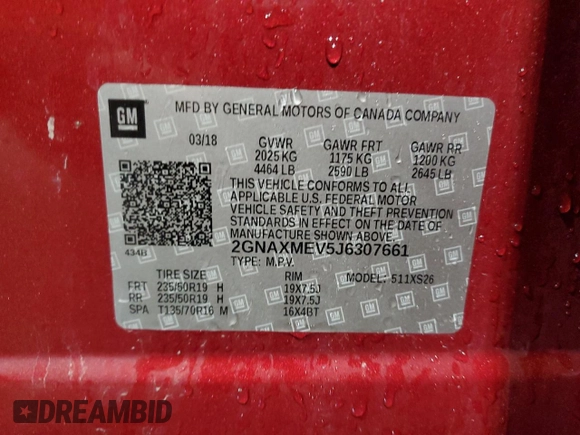 GM
MFD BY GENERAL MOTORS OF CANADA COMPANY
03/18 GVWR GAWR FRT GAWR RR
2025 KG 1175 KG 1200 KG
4464 LB 2590 LB 2645 LB
THIS VEHICLE CONFORMS TO ALL
APPLICABLE U.S. FEDERAL MOTOR
VEHICLE SAFETY AND THEFT PREVENTION
STANDARDS IN EFFECT ON THE DATE OF
MANUFACTURE SHOWN ABOVE.
434B 2GNAXMEV5J6307661
TYPE: M.P.V. MODEL: 511XS26
TIRE SIZE RIM
FRT 235/50R19 H 19X7.5J
RR 235/50R19 H 19X7.5J
SPA T135/70R16 M 16X4BT
DREAMBID